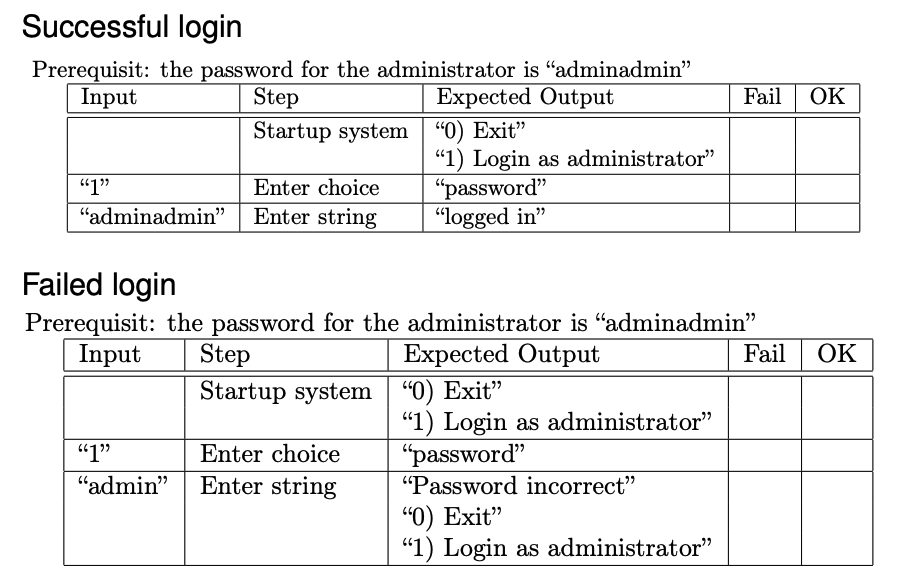 Successful login
Prerequisit: the password for the administrator is “adminadmin”
Input Step Expected Output Fail OK
Startup system “0) Exit”
“1) Login as administrator”
“1” Enter choice “password”
“adminadmin” Enter string “logged in”
Failed login
Prerequisit: the password for the administrator is “adminadmin”
Input Step Expected Output Fail OK
Startup system “0) Exit”
“1) Login as administrator”
“1” Enter choice “password”
“admin” Enter string “Password incorrect”
“0) Exit”
“1) Login as administrator”